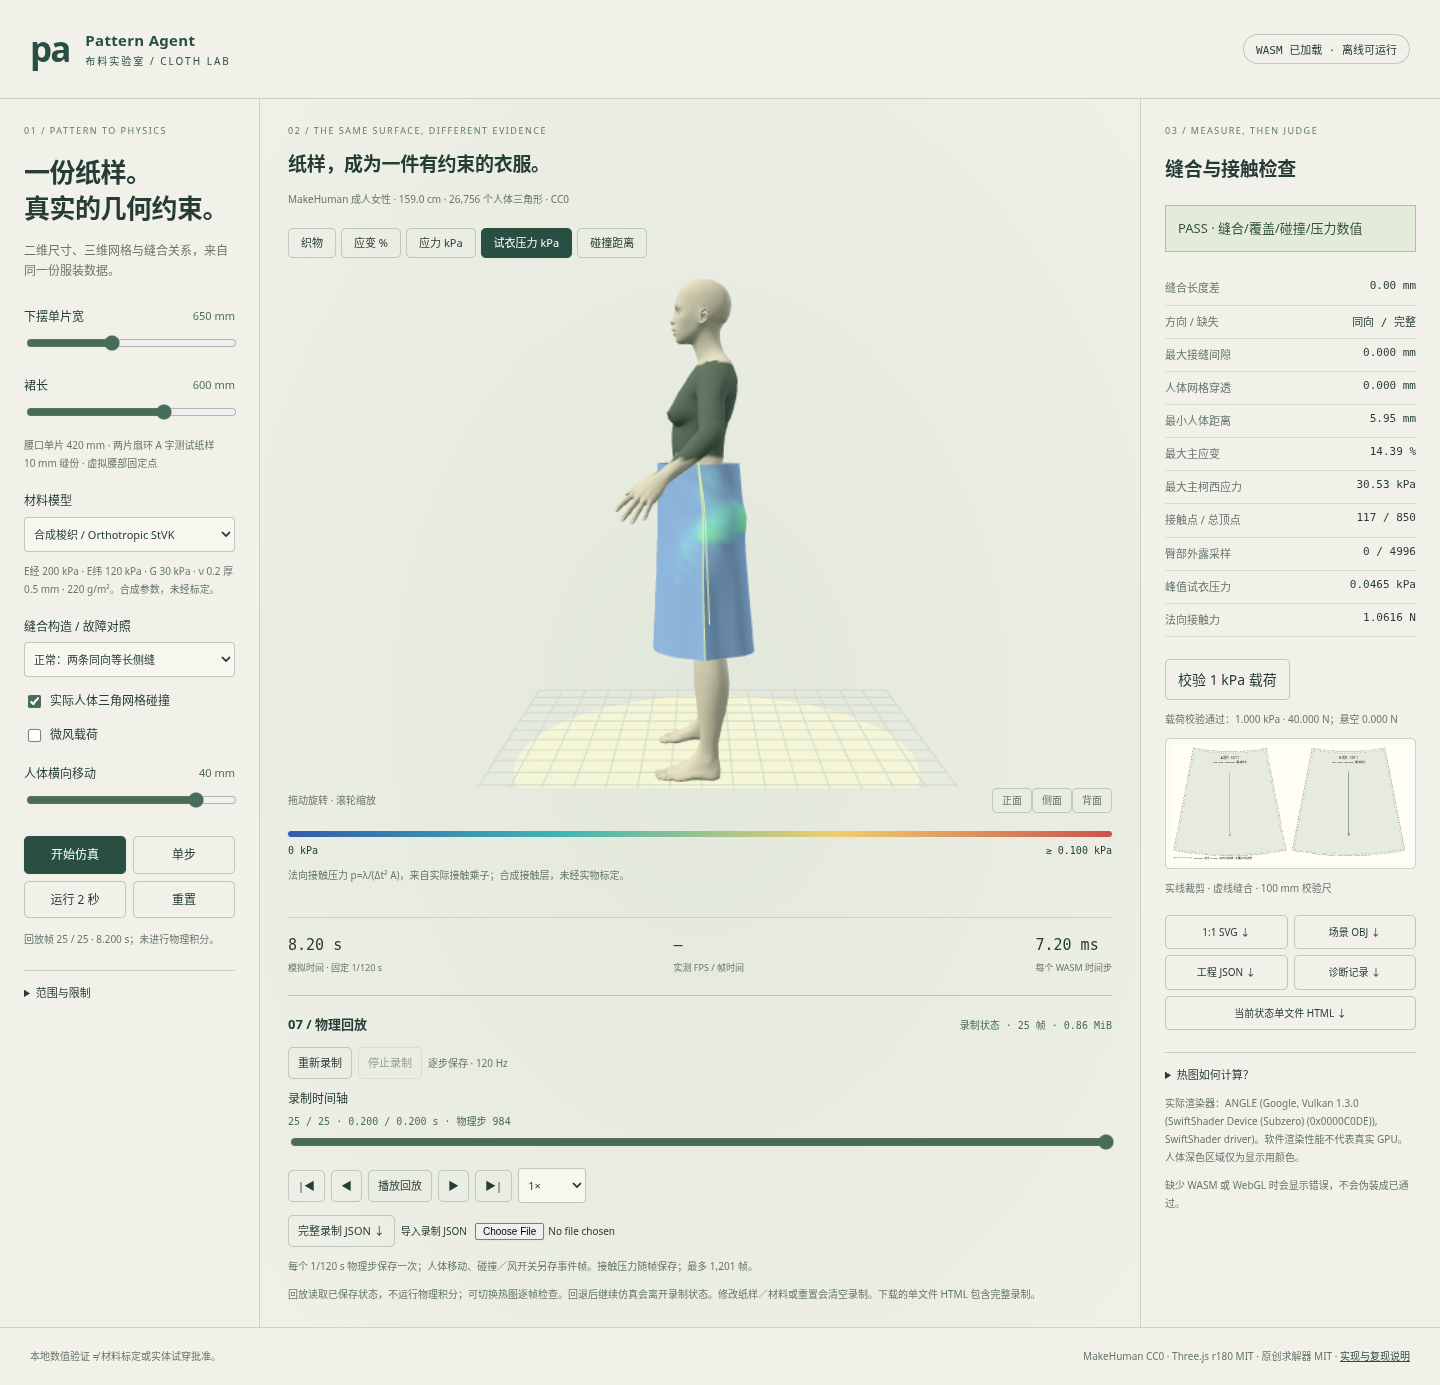 pa
Pattern Agent
布料实验室 / CLOTH LAB
WASM 已加载 · 离线可运行
01 / PATTERN TO PHYSICS
一份纸样。
真实的几何约束。
二维尺寸、三维网格与缝合关系，来自
同一份服装数据。
下摆单片宽 650 mm
裙长 600 mm
腰口单片 420 mm · 两片扇环 A 字测试纸样
10 mm 缝份 · 虚拟腰部固定点
材料模型
合成梭织 / Orthotropic StVK
E经 200 kPa · E纬 120 kPa · G 30 kPa · ν 0.2 厚
0.5 mm · 220 g/m²。合成参数，未经标定。
缝合构造 / 故障对照
正常：两条同向等长侧缝
实际人体三角网格碰撞
微风载荷
人体横向移动 40 mm
开始仿真 单步
运行 2 秒 重置
回放帧 25 / 25 · 8.200 s；未进行物理积分。
范围与限制
02 / THE SAME SURFACE, DIFFERENT EVIDENCE
纸样，成为一件有约束的衣服。
MakeHuman 成人女性 · 159.0 cm · 26,756 个人体三角形 · CC0
织物 应变 % 应力 kPa 试衣压力 kPa 碰撞距离
拖动旋转 · 滚轮缩放 正面 侧面 背面
0 kPa ≥ 0.100 kPa
法向接触压力 p=λ/(Δt² A)，来自实际接触乘子；合成接触层，未经实物标定。
8.20 s — 7.20 ms
模拟时间 · 固定 1/120 s 实测 FPS / 帧时间 每个 WASM 时间步
07 / 物理回放 录制状态 · 25 帧 · 0.86 MiB
重新录制 停止录制 逐步保存 · 120 Hz
录制时间轴
25 / 25 · 0.200 / 0.200 s · 物理步 984
|◀ ◀ 播放回放 ▶ ▶| 1×
完整录制 JSON ↓ 导入录制 JSON Choose File No file chosen
每个 1/120 s 物理步保存一次；人体移动、碰撞／风开关另存事件帧。接触压力随帧保存；最多 1,201 帧。
回放读取已保存状态，不运行物理积分；可切换热图逐帧检查。回退后继续仿真会离开录制状态。修改纸样／材料或重置会清空录制。下载的单文件 HTML 包含完整录制。
03 / MEASURE, THEN JUDGE
缝合与接触检查
PASS · 缝合/覆盖/碰撞/压力数值
缝合长度差 0.00 mm
方向 / 缺失 同向 / 完整
最大接缝间隙 0.000 mm
人体网格穿透 0.000 mm
最小人体距离 5.95 mm
最大主应变 14.39 %
最大主柯西应力 30.53 kPa
接触点 / 总顶点 117 / 850
臀部外露采样 0 / 4996
峰值试衣压力 0.0465 kPa
法向接触力 1.0616 N
校验 1 kPa 载荷
载荷校验通过：1.000 kPa · 40.000 N；悬空 0.000 N
实线裁剪 · 虚线缝合 · 100 mm 校验尺
1:1 SVG ↓ 场景 OBJ ↓
工程 JSON ↓ 诊断记录 ↓
当前状态单文件 HTML ↓
热图如何计算？
实际渲染器：ANGLE (Google, Vulkan 1.3.0
(SwiftShader Device (Subzero) (0x0000C0DE)),
SwiftShader driver)。软件渲染性能不代表真实 GPU。
人体深色区域仅为显示用颜色。
缺少 WASM 或 WebGL 时会显示错误，不会伪装成已通
过。
本地数值验证 ≠ 材料标定或实体试穿批准。
MakeHuman CC0 · Three.js r180 MIT · 原创求解器 MIT · 实现与复现说明